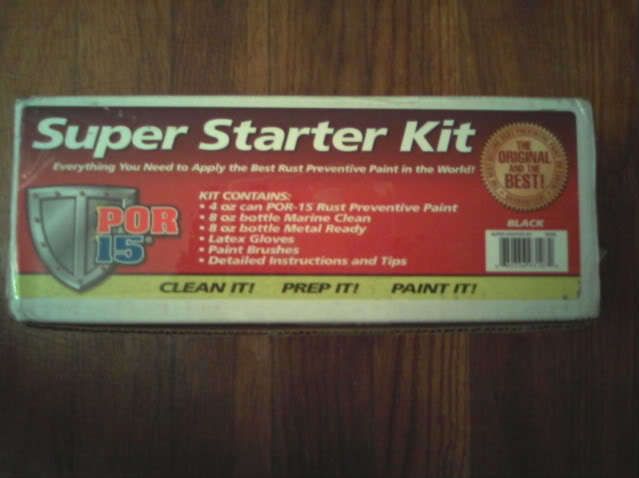 Super Starter Kit
Everything You Need to Apply the Best Rust Preventive Paint in the World!
THE
ORIGINAL
AND THE
BEST!
KIT CONTAINS:
• 4 oz can POR-15 Rust Preventive Paint
• 8 oz bottle Marine Clean
• 8 oz bottle Metal Ready
• Latex Gloves
• Paint Brushes
• Detailed Instructions and Tips
POR
15®
BLACK
CLEAN IT! PREP IT! PAINT IT!